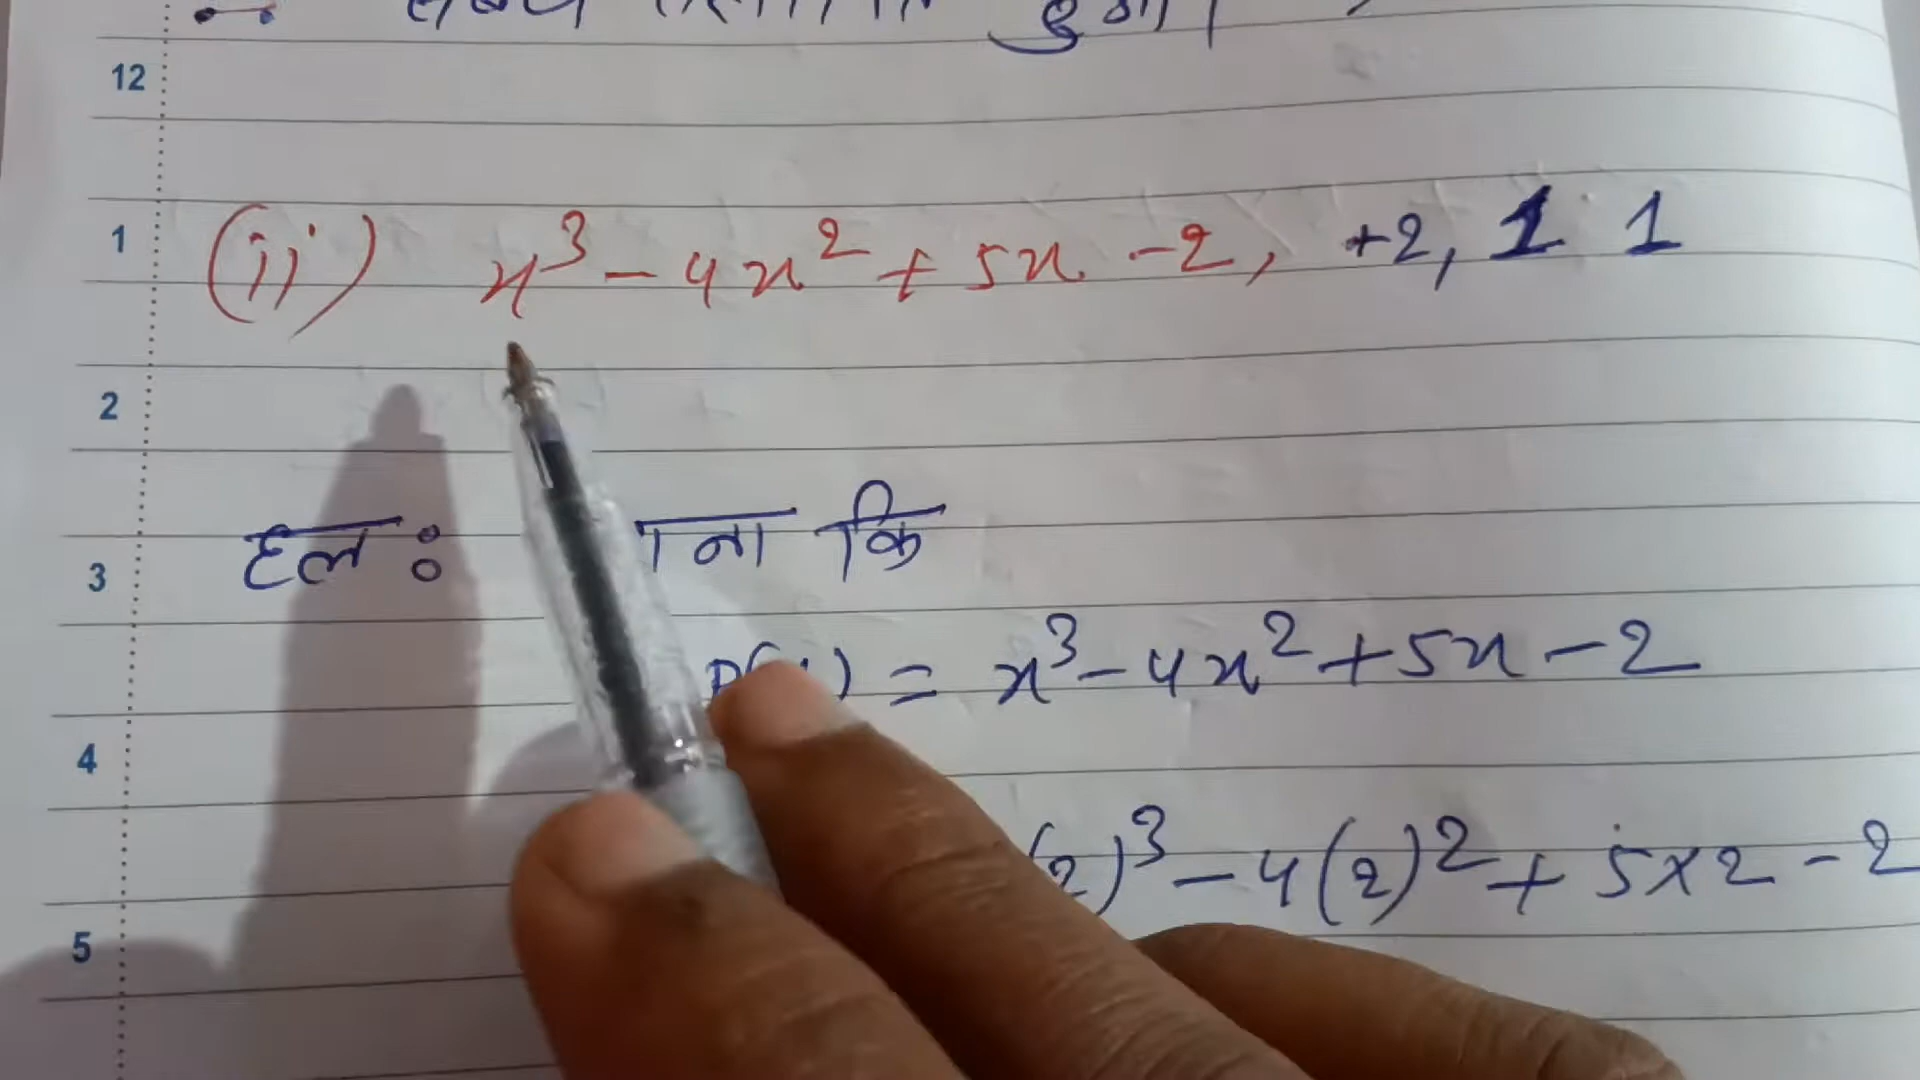 12
1 (ii) x³ - 4x² + 5x - 2, +2, 1 1
2
3 हल : ना कि
= x³ - 4x² + 5x - 2
4
(2)³ - 4(2)² + 5×2 - 2
5